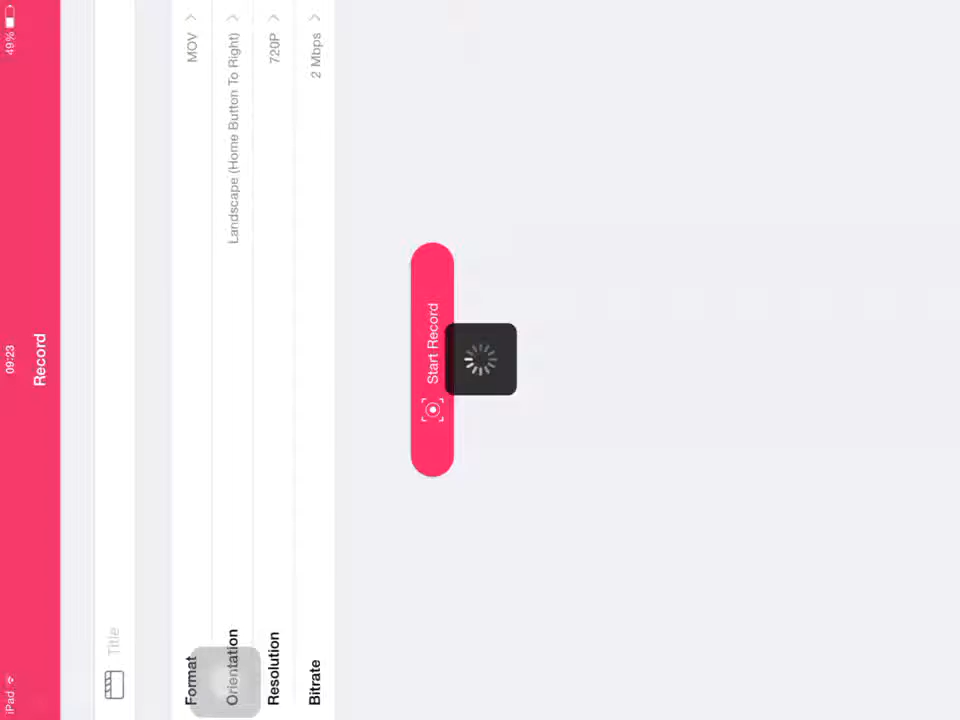 iPad 09:23 49%
Record
Title
Format MOV
Orientation Landscape (Home Button To Right)
Resolution 720P
Bitrate 2 Mbps
Start Record